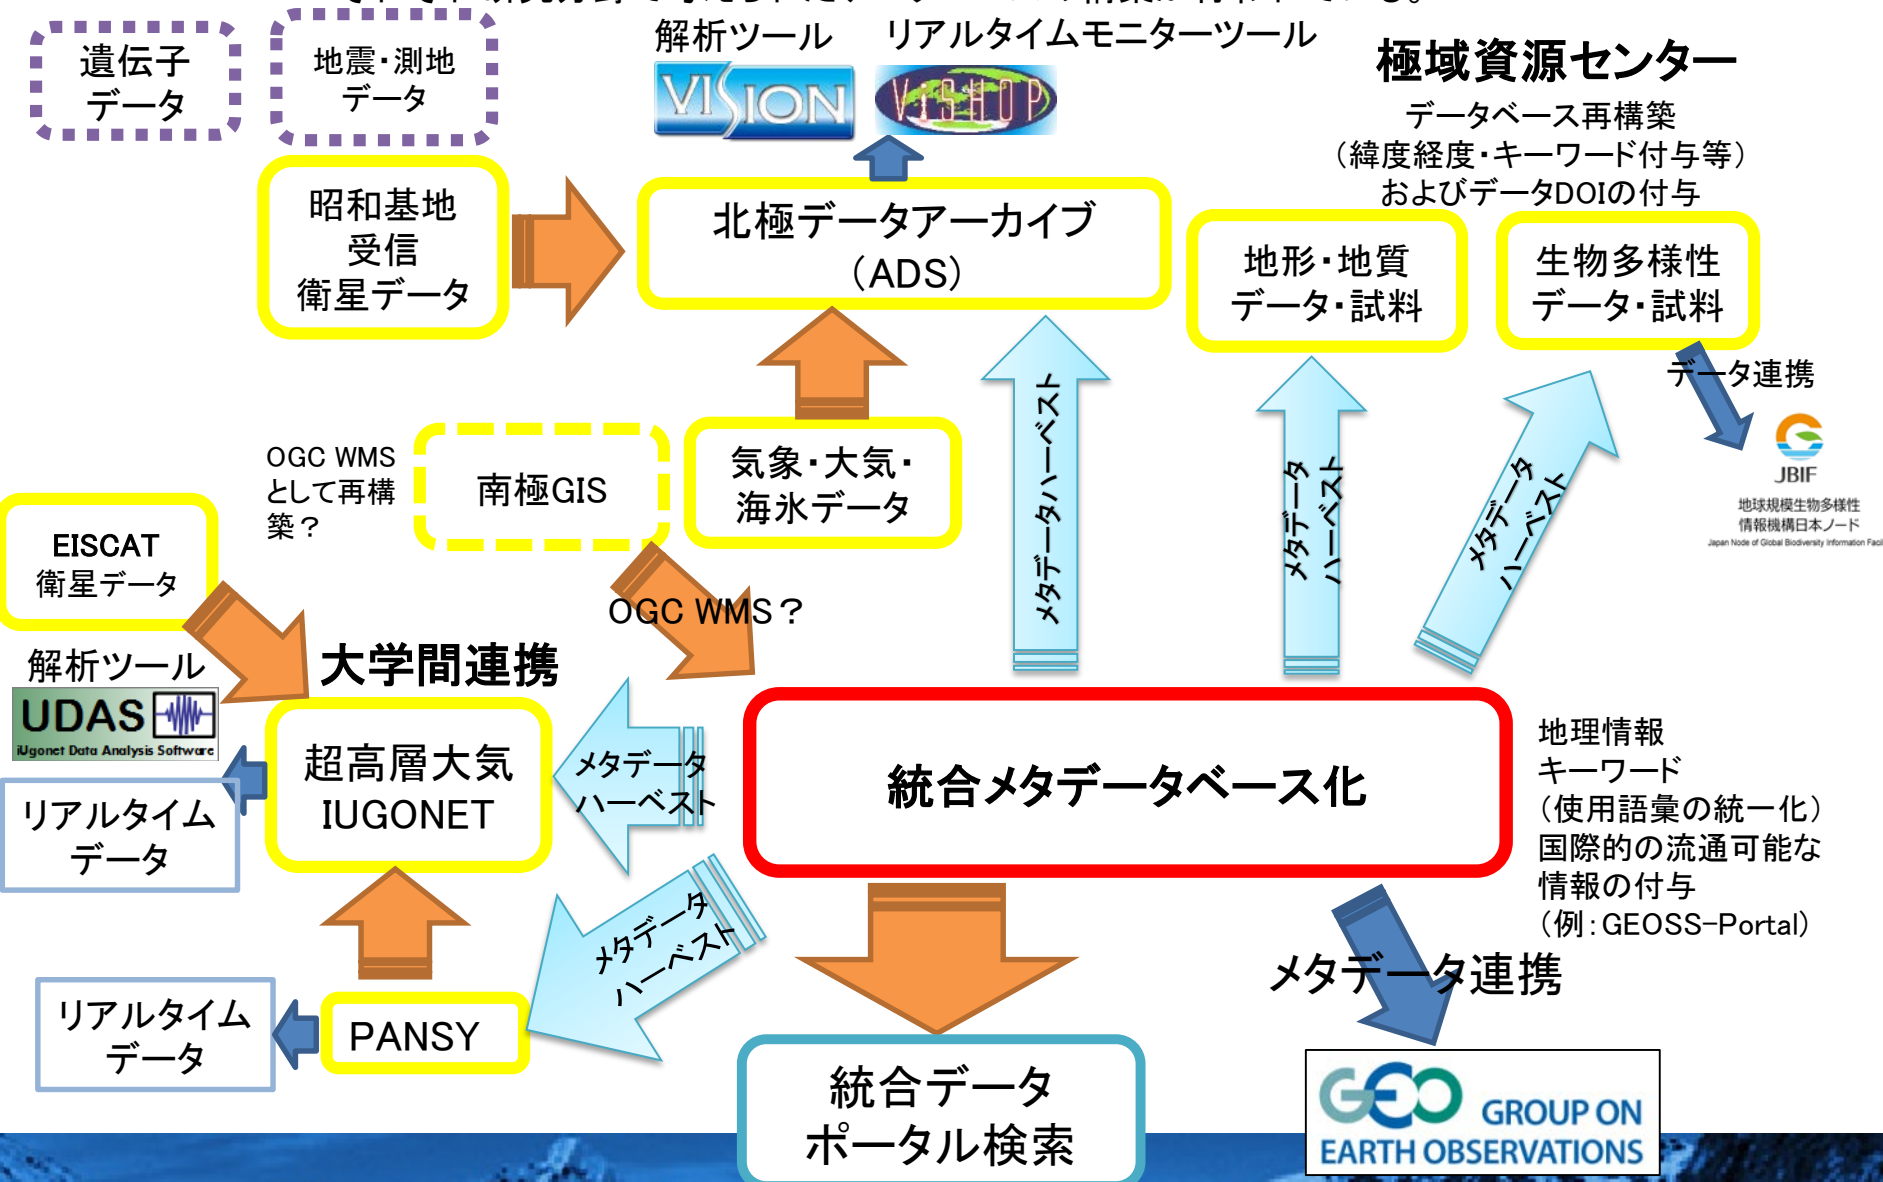 遺伝子
データ
地震・測地
データ
解析ツール
リアルタイムモニターツール
VISION
ViSHOP
極域資源センター
データベース再構築
（緯度経度・キーワード付与等）
およびデータDOIの付与
昭和基地
受信
衛星データ
北極データアーカイブ
（ADS）
地形・地質
データ・試料
生物多様性
データ・試料
データ連携
JBIF
地球規模生物多様性
情報機構日本ノード
Japan Node of Global Biodiversity Information Facil
OGC WMS
として再構
築？
南極GIS
気象・大気・
海氷データ
メタデータハーベスト
メタデータ
ハーベスト
メタデータ
ハーベスト
EISCAT
衛星データ
OGC WMS？
解析ツール
UDAS
iUgonet Data Analysis Software
大学間連携
超高層大気
IUGONET
メタデータ
ハーベスト
統合メタデータベース化
地理情報
キーワード
（使用語彙の統一化）
国際的の流通可能な
情報の付与
（例：GEOSS-Portal）
リアルタイム
データ
メタデータ
ハーベスト
メタデータ連携
リアルタイム
データ
PANSY
統合データ
ポータル検索
GEO GROUP ON
EARTH OBSERVATIONS